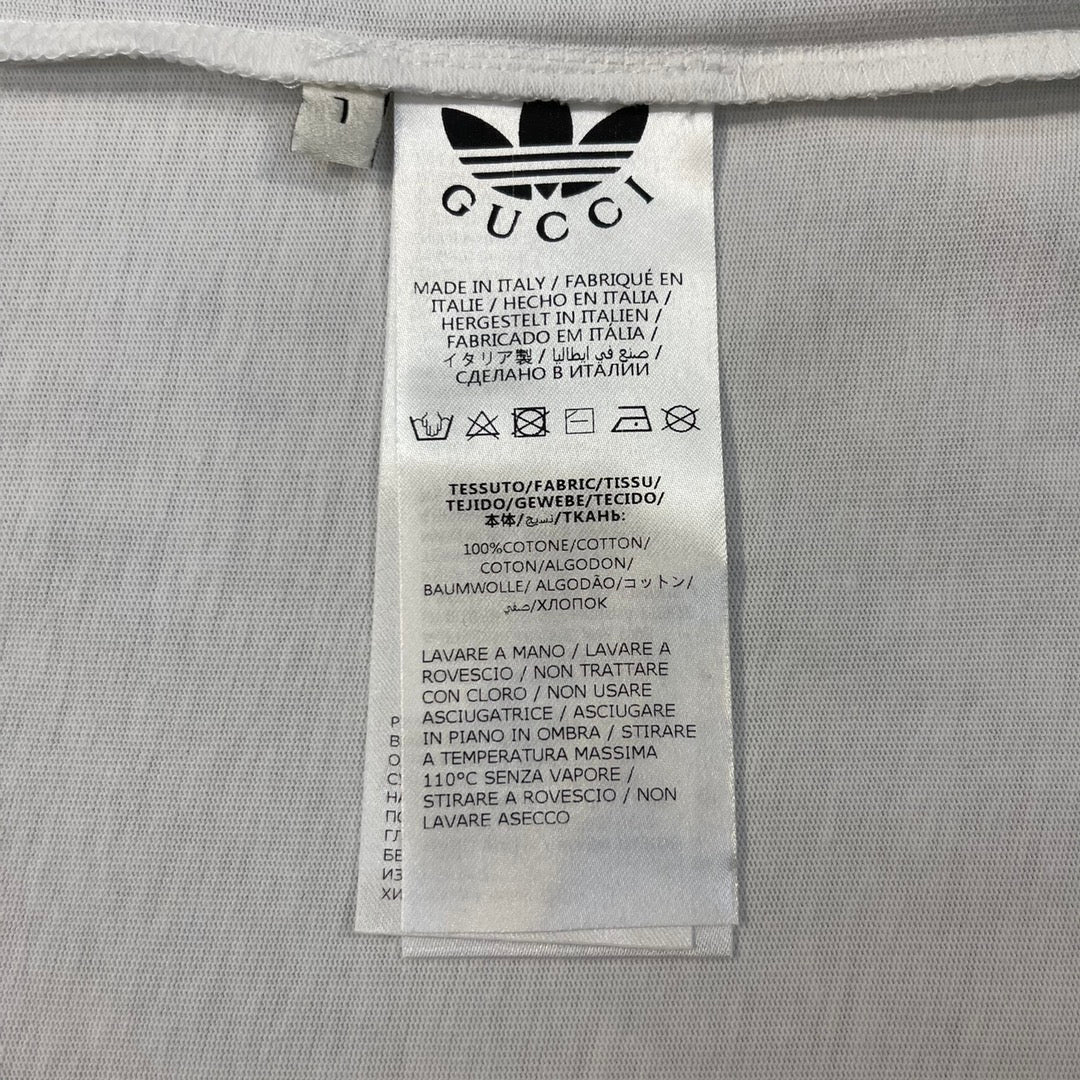 GUCCI
MADE IN ITALY / FABRIQUÉ EN
ITALIE / HECHO EN ITALIA /
HERGESTELT IN ITALIEN /
FABRICADO EM ITÁLIA /
イタリア製 / صنع في ايطاليا /
СДЕЛАНО В ИТАЛИИ
TESSUTO/FABRIC/TISSU/
TEJIDO/GEWEBE/TECIDO/
本体/نسيج/ТКАНЬ:
100%COTONE/COTTON/
COTON/ALGODON/
BAUMWOLLE/ ALGODÃO/コットン/
/ХЛОПОК
LAVARE A MANO / LAVARE A
ROVESCIO / NON TRATTARE
CON CLORO / NON USARE
ASCIUGATRICE / ASCIUGARE
IN PIANO IN OMBRA / STIRARE
A TEMPERATURA MASSIMA
110°C SENZA VAPORE /
STIRARE A ROVESCIO / NON
LAVARE ASECCO